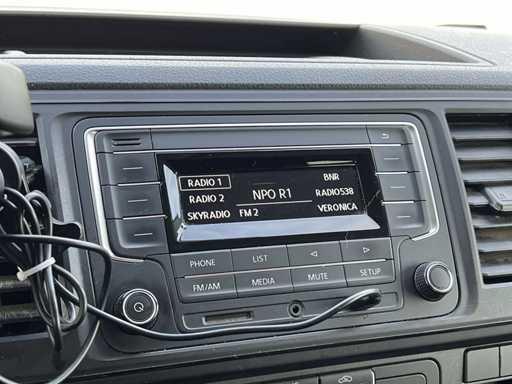 RADIO 1 BNR
RADIO 2 NPO R1 RADIO538
SKYRADIO FM 2 VERONICA
PHONE LIST
FM/AM MEDIA MUTE SETUP